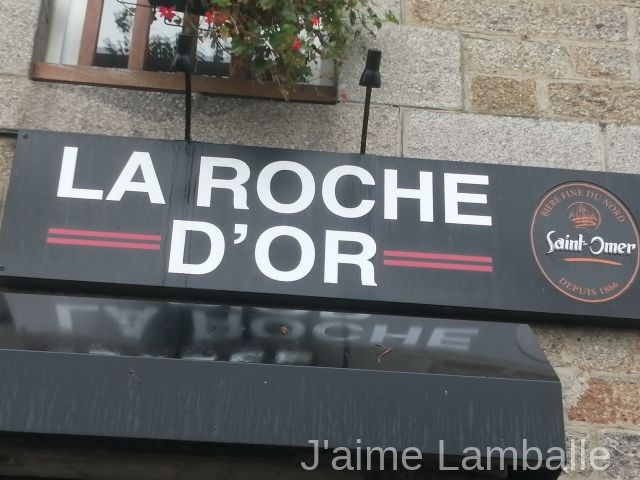 LA ROCHE
D'OR
BIÈRE FINE DU NORD
Saint-Omer
DEPUIS 1866
LA ROCHE
J'aime Lamballe